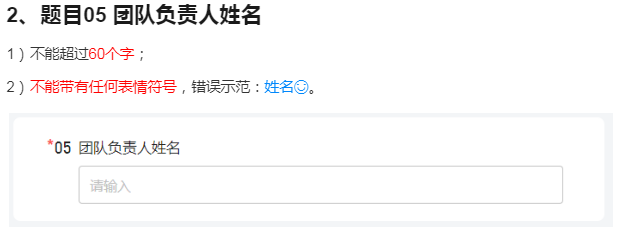 2、题目05 团队负责人姓名
1）不能超过60个字；
2）不能带有任何表情符号，错误示范：姓名☺。
*05 团队负责人姓名
请输入